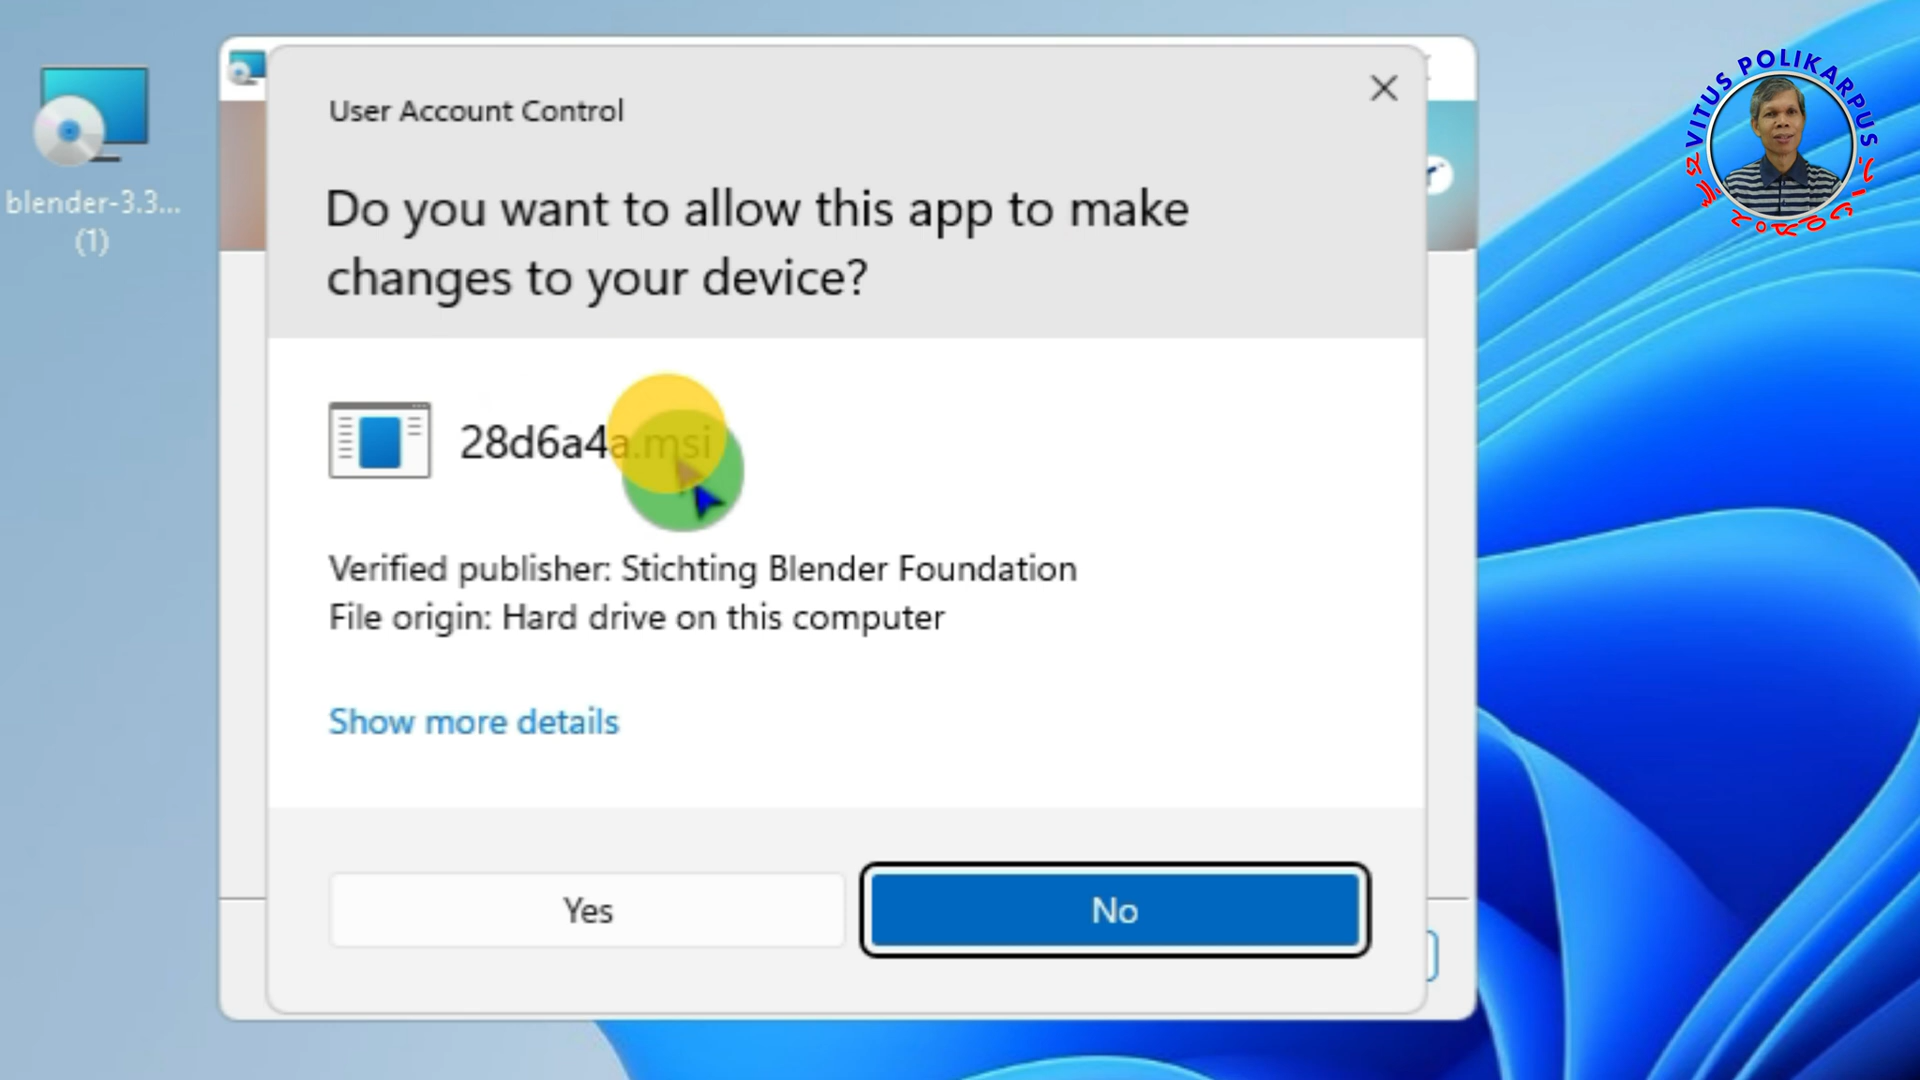 blender-3.3...
(1)
User Account Control
Do you want to allow this app to make
changes to your device?
28d6a4a.msi
Verified publisher: Stichting Blender Foundation
File origin: Hard drive on this computer
Show more details
Yes
No
VITUS POLIKARPUS